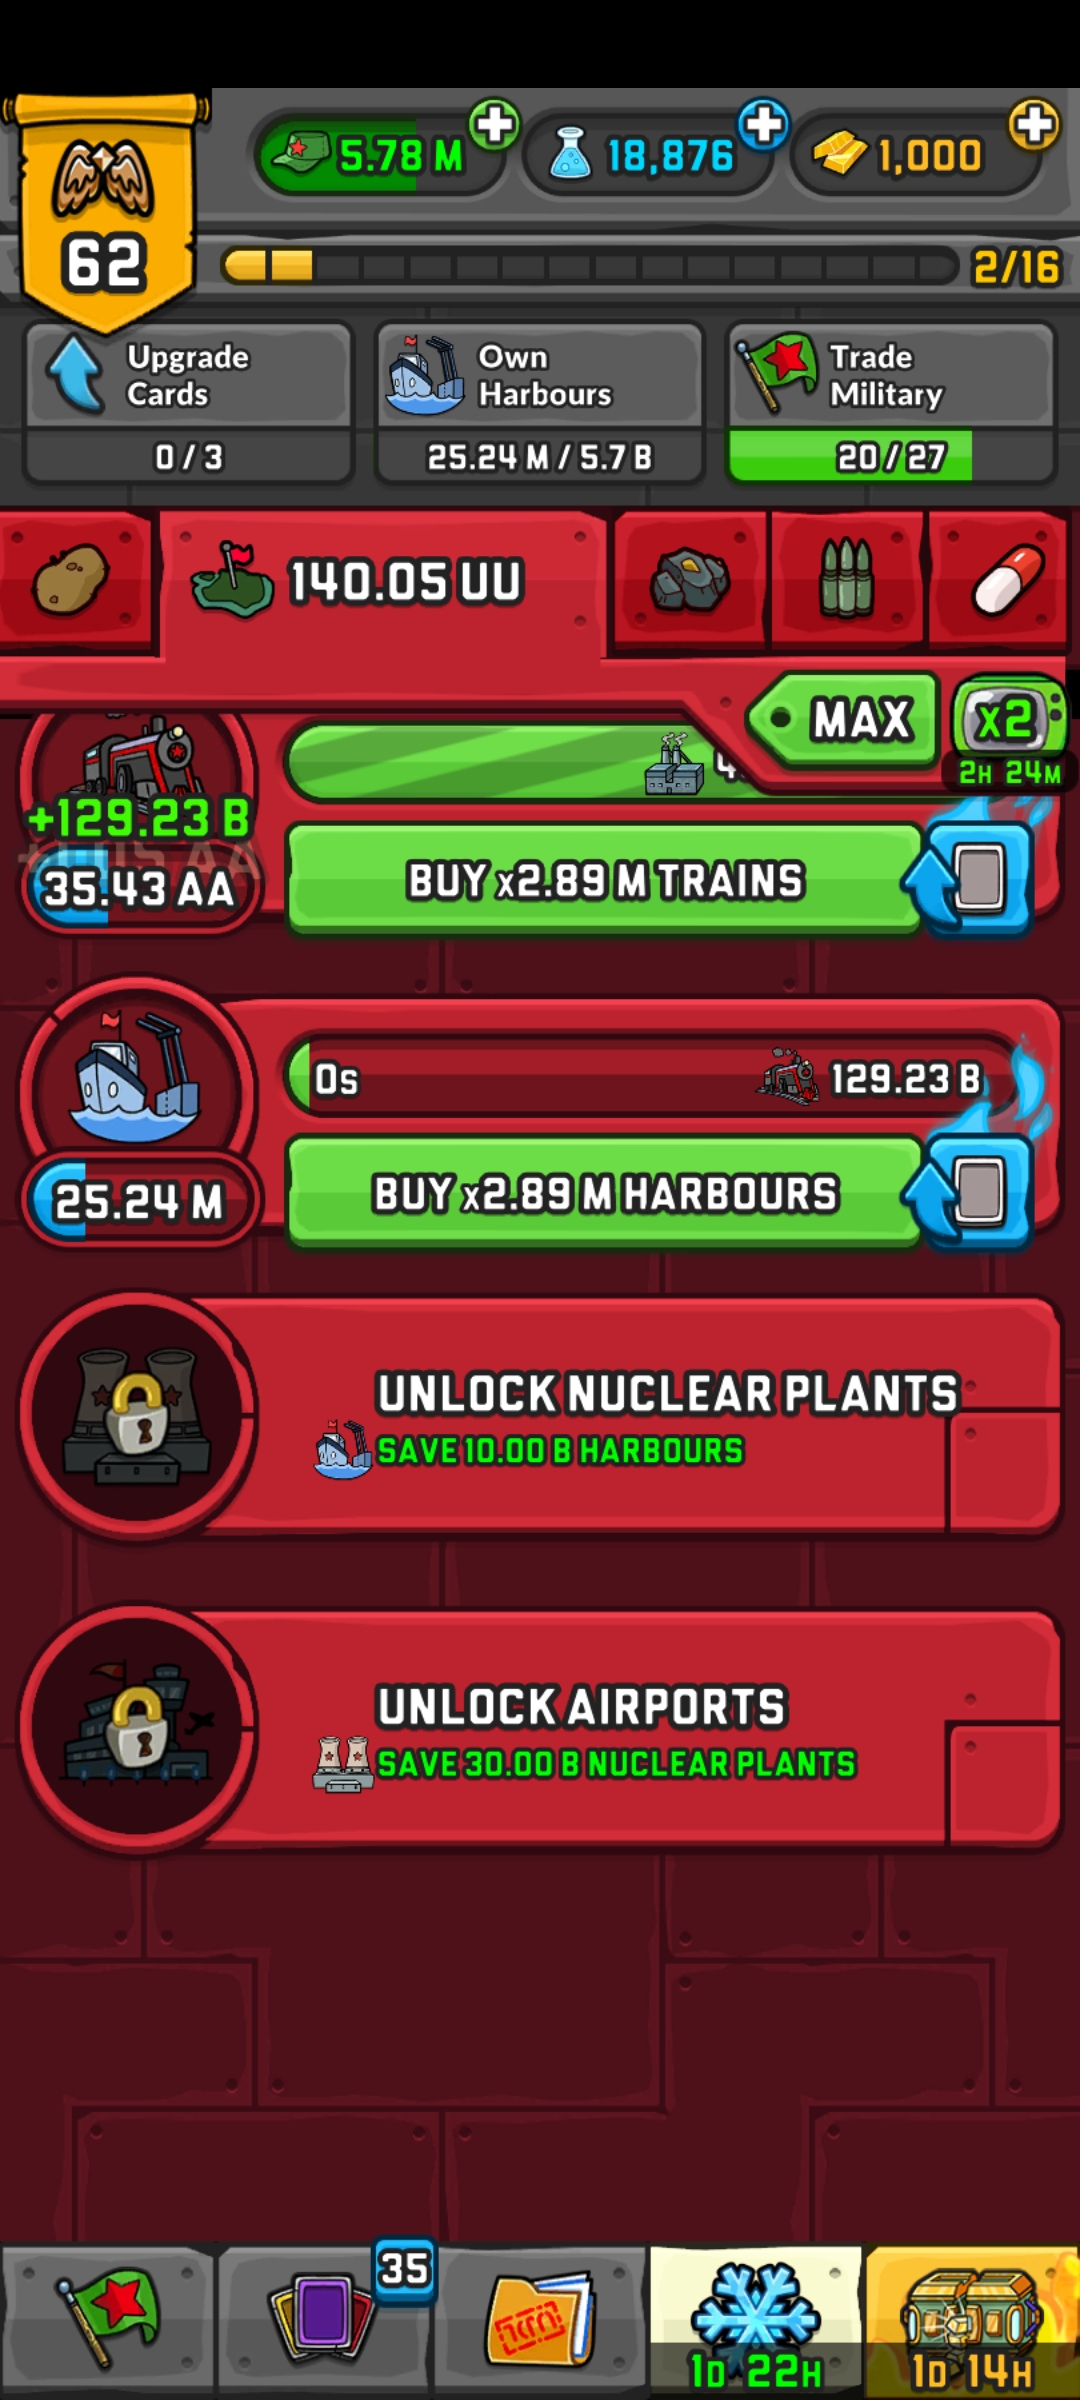 62
5.78 M
18,876
1,000
2/16
Upgrade
Cards
0 / 3
Own
Harbours
25.24 M / 5.7 B
Trade
Military
20 / 27
140.05 UU
MAX
x2
2H 24M
+129.23 B
35.43 AA
BUY x2.89 M TRAINS
0s
129.23 B
25.24 M
BUY x2.89 M HARBOURS
UNLOCK NUCLEAR PLANTS
SAVE 10.00 B HARBOURS
UNLOCK AIRPORTS
SAVE 30.00 B NUCLEAR PLANTS
35
1D 22H
1D 14H